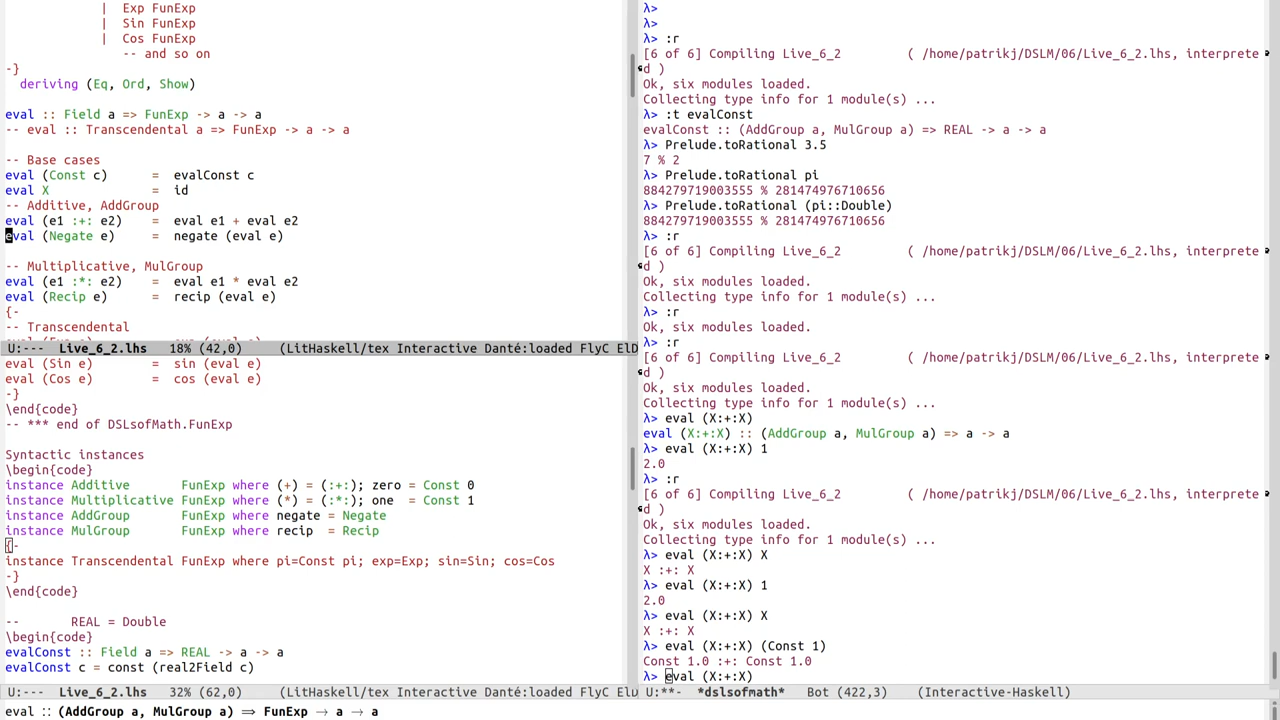 |  Exp FunExp
|  Sin FunExp
|  Cos FunExp
-- and so on
-}
deriving (Eq, Ord, Show)
eval :: Field a => FunExp -> a -> a
-- eval :: Transcendental a => FunExp -> a -> a
-- Base cases
eval (Const c)     =  evalConst c
eval X             =  id
-- Additive, AddGroup
eval (e1 :+: e2)   =  eval e1 + eval e2
eval (Negate e)    =  negate (eval e)
-- Multiplicative, MulGroup
eval (e1 :*: e2)   =  eval e1 * eval e2
eval (Recip e)     =  recip (eval e)
{-
-- Transcendental
U:---  Live_6_2.lhs   18% (42,0)     (LitHaskell/tex Interactive Danté:loaded FlyC ElD
eval (Sin e)       =  sin (eval e)
eval (Cos e)       =  cos (eval e)
-}
\end{code}
-- *** end of DSLsofMath.FunExp
Syntactic instances
\begin{code}
instance Additive       FunExp where (+) = (:+:); zero = Const 0
instance Multiplicative FunExp where (*) = (:*:); one  = Const 1
instance AddGroup       FunExp where negate = Negate
instance MulGroup       FunExp where recip  = Recip
{-
instance Transcendental FunExp where pi=Const pi; exp=Exp; sin=Sin; cos=Cos
-}
\end{code}
--      REAL = Double
\begin{code}
evalConst :: Field a => REAL -> a -> a
evalConst c = const (real2Field c)
U:---  Live_6_2.lhs   32% (62,0)     (LitHaskell/tex Interactive Danté:loaded FlyC ElD
eval :: (AddGroup a, MulGroup a) ⟹ FunExp → a → a
λ>
λ>
λ> :r
[6 of 6] Compiling Live_6_2         ( /home/patrikj/DSLM/06/Live_6_2.lhs, interprete
d )
Ok, six modules loaded.
Collecting type info for 1 module(s) ...
λ> :t evalConst
evalConst :: (AddGroup a, MulGroup a) => REAL -> a -> a
λ> Prelude.toRational 3.5
7 % 2
λ> Prelude.toRational pi
884279719003555 % 281474976710656
λ> Prelude.toRational (pi::Double)
884279719003555 % 281474976710656
λ> :r
[6 of 6] Compiling Live_6_2         ( /home/patrikj/DSLM/06/Live_6_2.lhs, interprete
d )
Ok, six modules loaded.
Collecting type info for 1 module(s) ...
λ> :r
Ok, six modules loaded.
λ> :r
[6 of 6] Compiling Live_6_2         ( /home/patrikj/DSLM/06/Live_6_2.lhs, interprete
d )
Ok, six modules loaded.
Collecting type info for 1 module(s) ...
λ> eval (X:+:X)
eval (X:+:X) :: (AddGroup a, MulGroup a) => a -> a
λ> eval (X:+:X) 1
2.0
λ> :r
[6 of 6] Compiling Live_6_2         ( /home/patrikj/DSLM/06/Live_6_2.lhs, interprete
d )
Ok, six modules loaded.
Collecting type info for 1 module(s) ...
λ> eval (X:+:X) X
X :+: X
λ> eval (X:+:X) 1
2.0
λ> eval (X:+:X) X
X :+: X
λ> eval (X:+:X) (Const 1)
Const 1.0 :+: Const 1.0
λ> eval (X:+:X)
U:**-  *dslsofmath*   Bot (422,3)    (Interactive-Haskell)